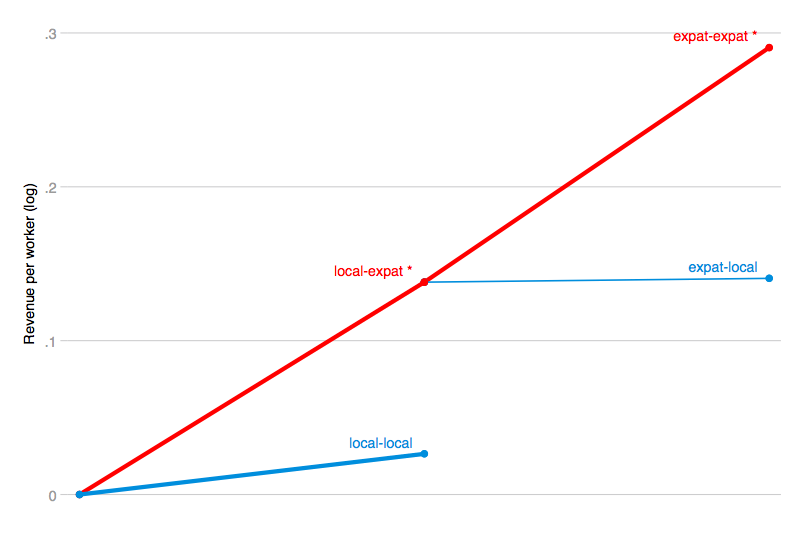 .3
expat-expat *
.2
Revenue per worker (log)
local-expat *
expat-local
.1
local-local
0